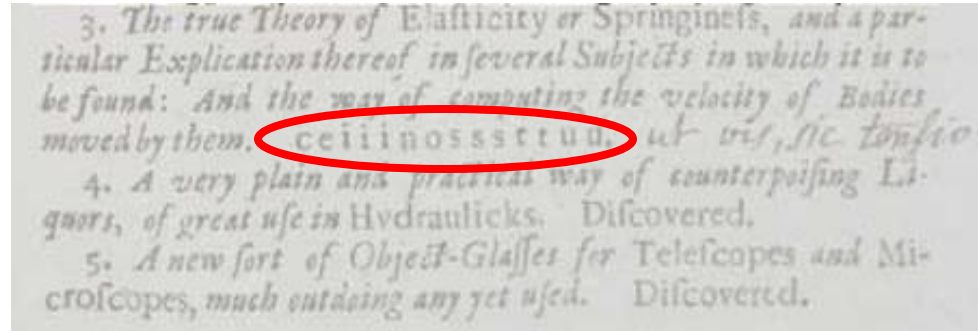 3. The true Theory of Elaſticity or Springineſs, and a par-
ticular Explication thereof in ſeveral Subjects in which it is to
be found: And the way of computing the velocity of Bodies
moved by them. ceiiinosssttuu. ut vis, sic tensio
4. A very plain and practical way of counterpoiſing Li-
quors, of great uſe in Hydraulicks. Diſcovered.
5. A new ſort of Object-Glaſſes for Teleſcopes and Mi-
croſcopes, much outdoing any yet uſed. Diſcovered.